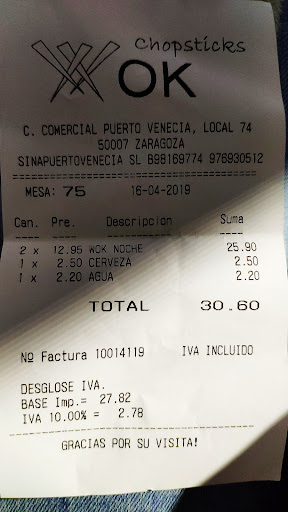 Chopsticks
WOK
C. COMERCIAL PUERTO VENECIA, LOCAL 74
50007 ZARAGOZA
SINAPUERTOVENECIA SL B98169774 976930512
========================================
MESA: 75 16-04-2019
Can. Pre. Descripcion Suma
---- ---- ----------- ----
2 x 12.95 WOK NOCHE 25.90
1 x 2.50 CERVEZA 2.50
1 x 2.20 AGUA 2.20
TOTAL 30.60
Nº Factura 10014119 IVA INCLUIDO
DESGLOSE IVA.
BASE Imp.= 27.82
IVA 10.00% = 2.78
----------------------------------------
GRACIAS POR SU VISITA!